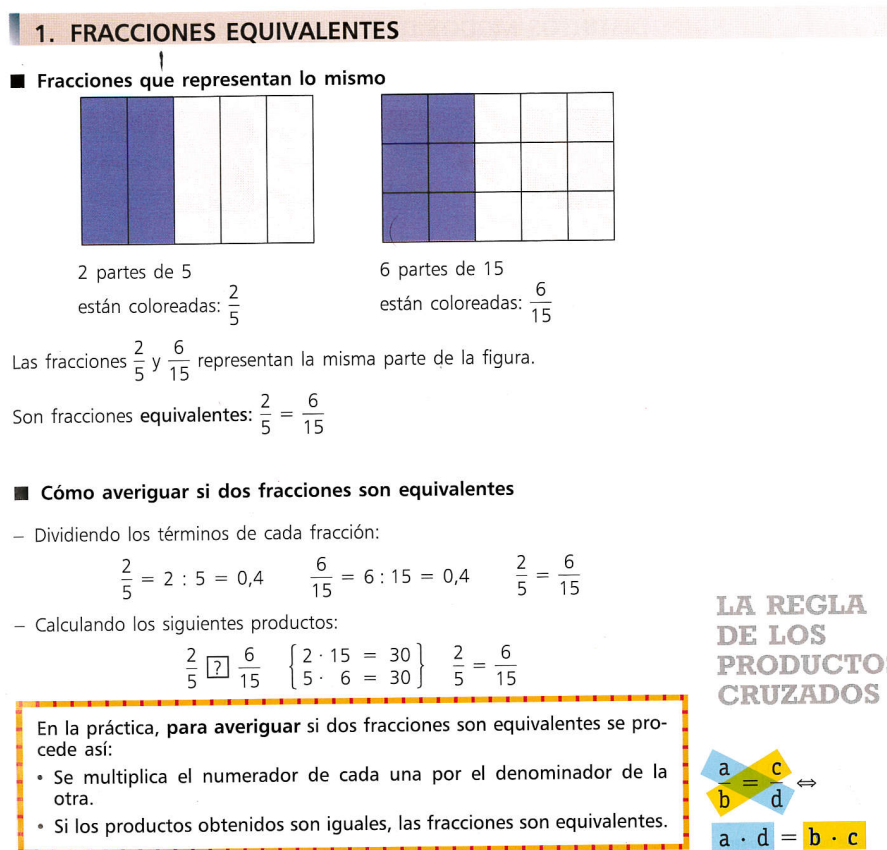 1. FRACCIONES EQUIVALENTES
■ Fracciones que representan lo mismo
2 partes de 5
están coloreadas: 2/5
6 partes de 15
están coloreadas: 6/15
Las fracciones 2/5 y 6/15 representan la misma parte de la figura.
Son fracciones equivalentes: 2/5 = 6/15
■ Cómo averiguar si dos fracciones son equivalentes
– Dividiendo los términos de cada fracción:
2/5 = 2 : 5 = 0,4 6/15 = 6 : 15 = 0,4 2/5 = 6/15
– Calculando los siguientes productos:
2/5 [?] 6/15 {2 · 15 = 30 5 · 6 = 30} 2/5 = 6/15
En la práctica, para averiguar si dos fracciones son equivalentes se pro-
cede así:
• Se multiplica el numerador de cada una por el denominador de la
otra.
• Si los productos obtenidos son iguales, las fracciones son equivalentes.
LA REGLA
DE LOS
PRODUCTOS
CRUZADOS
a/b = c/d ⇔
a · d = b · c